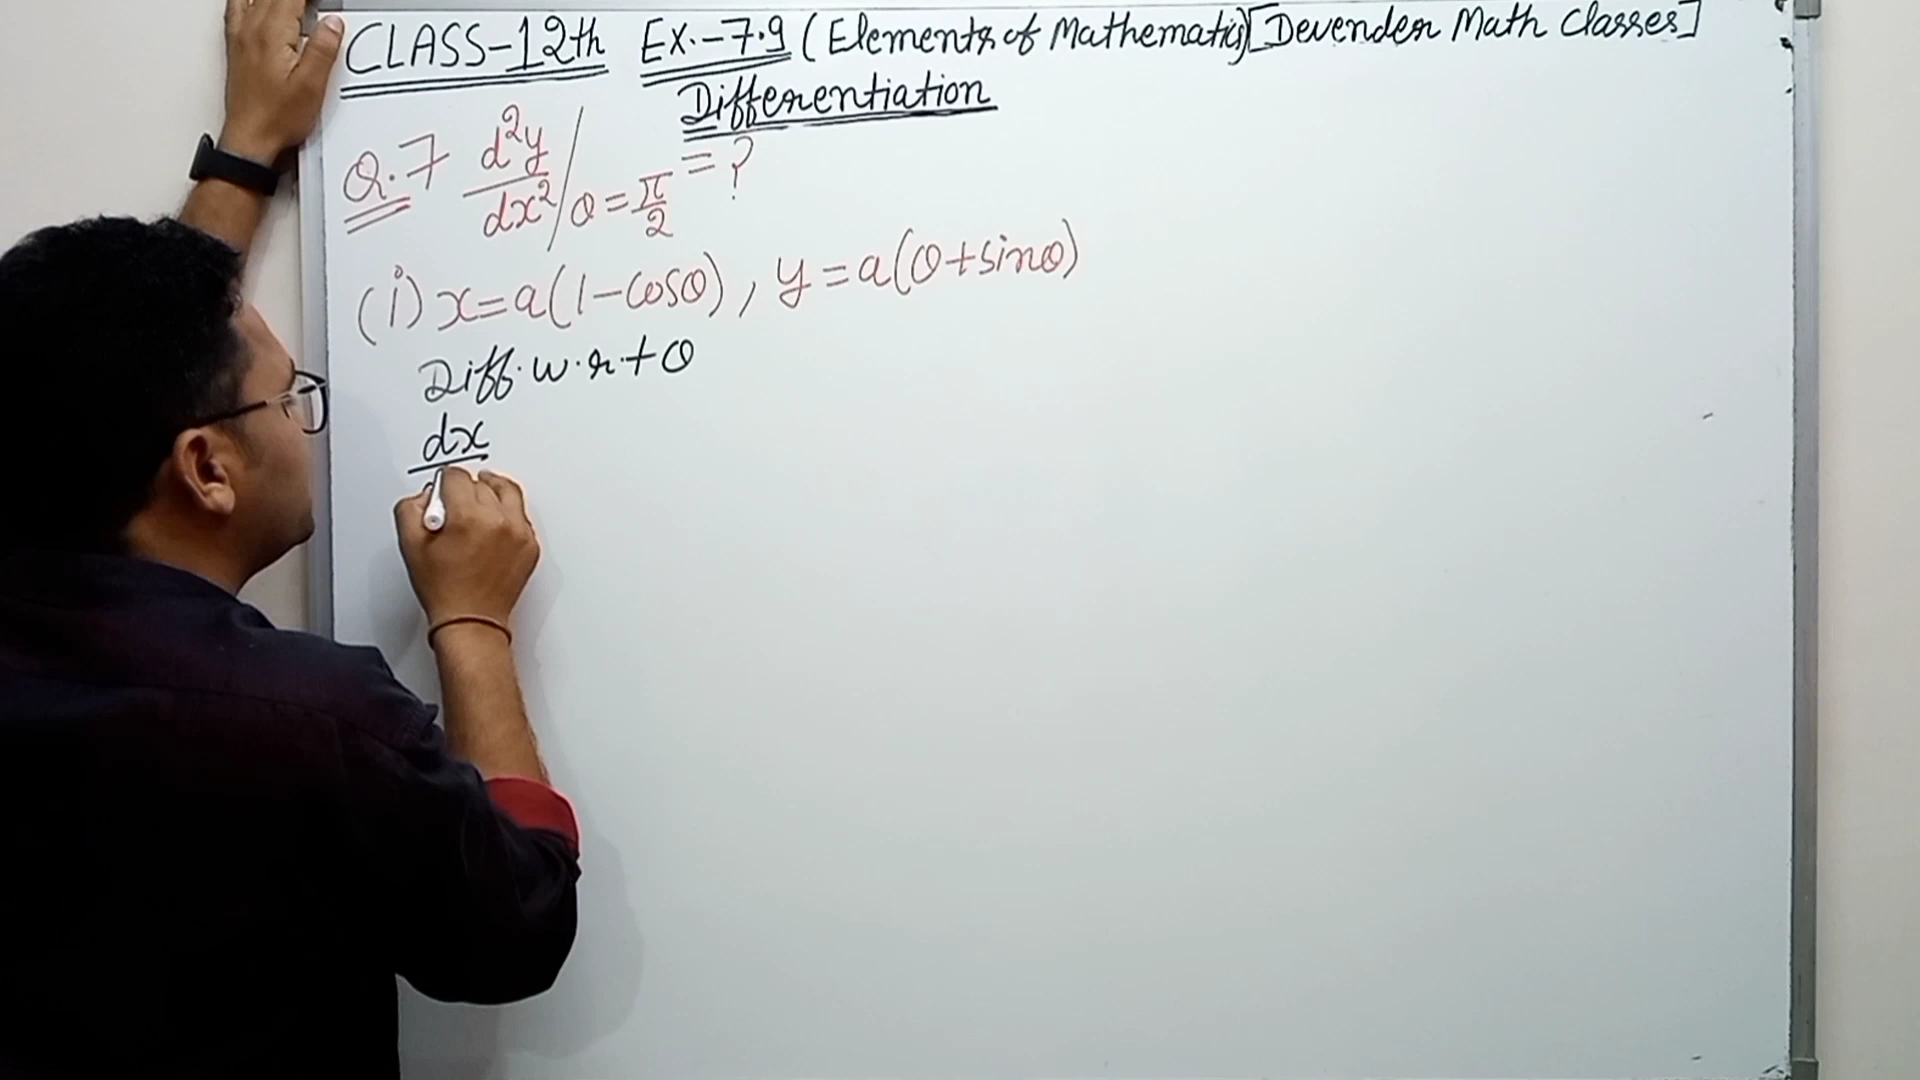 CLASS-12th EX.-7.9 (Elements of Mathematics) [Devender Math Classes]
Differentiation
Q.7 d²y/dx² / θ = π/2 = ?
(i) x = a(1-cosθ), y = a(θ+sinθ)
Diff. w.r.t θ
dx